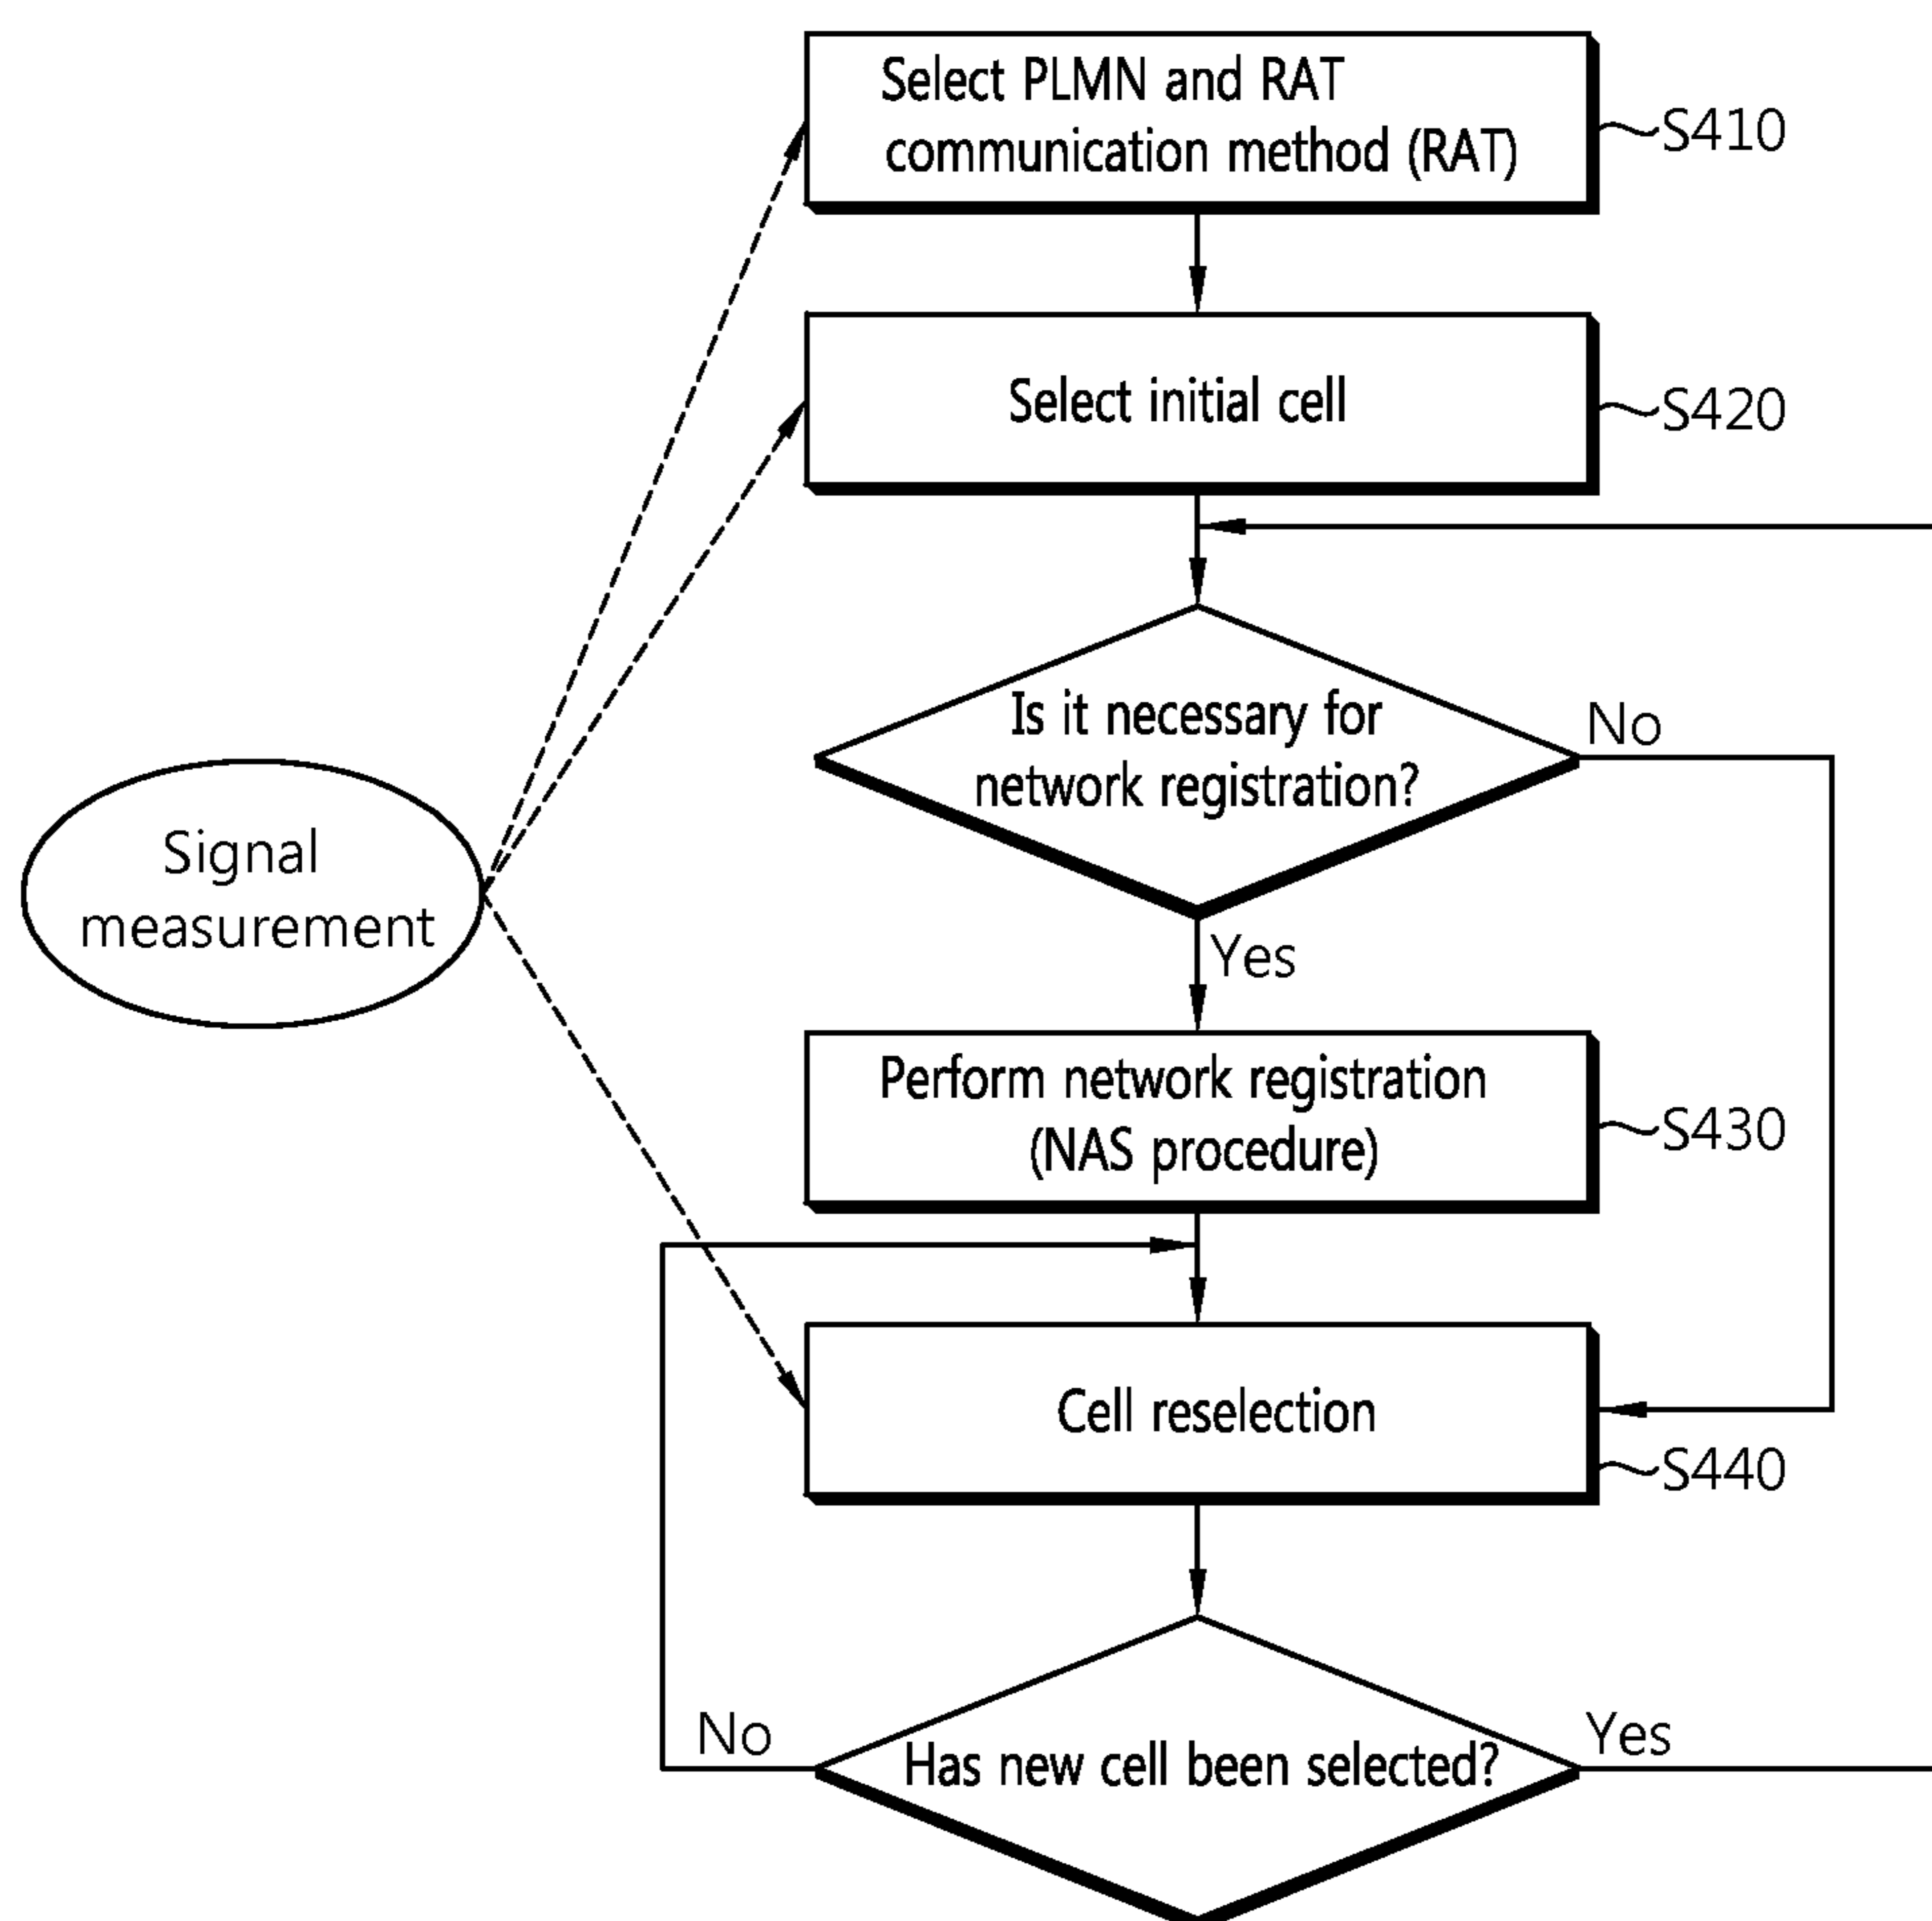 Select PLMN and RAT
communication method (RAT)
S410
Select initial cell
S420
Is it necessary for
network registration?
No
Yes
Signal
measurement
Perform network registration
(NAS procedure)
S430
Cell reselection
S440
No
Has new cell been selected?
Yes